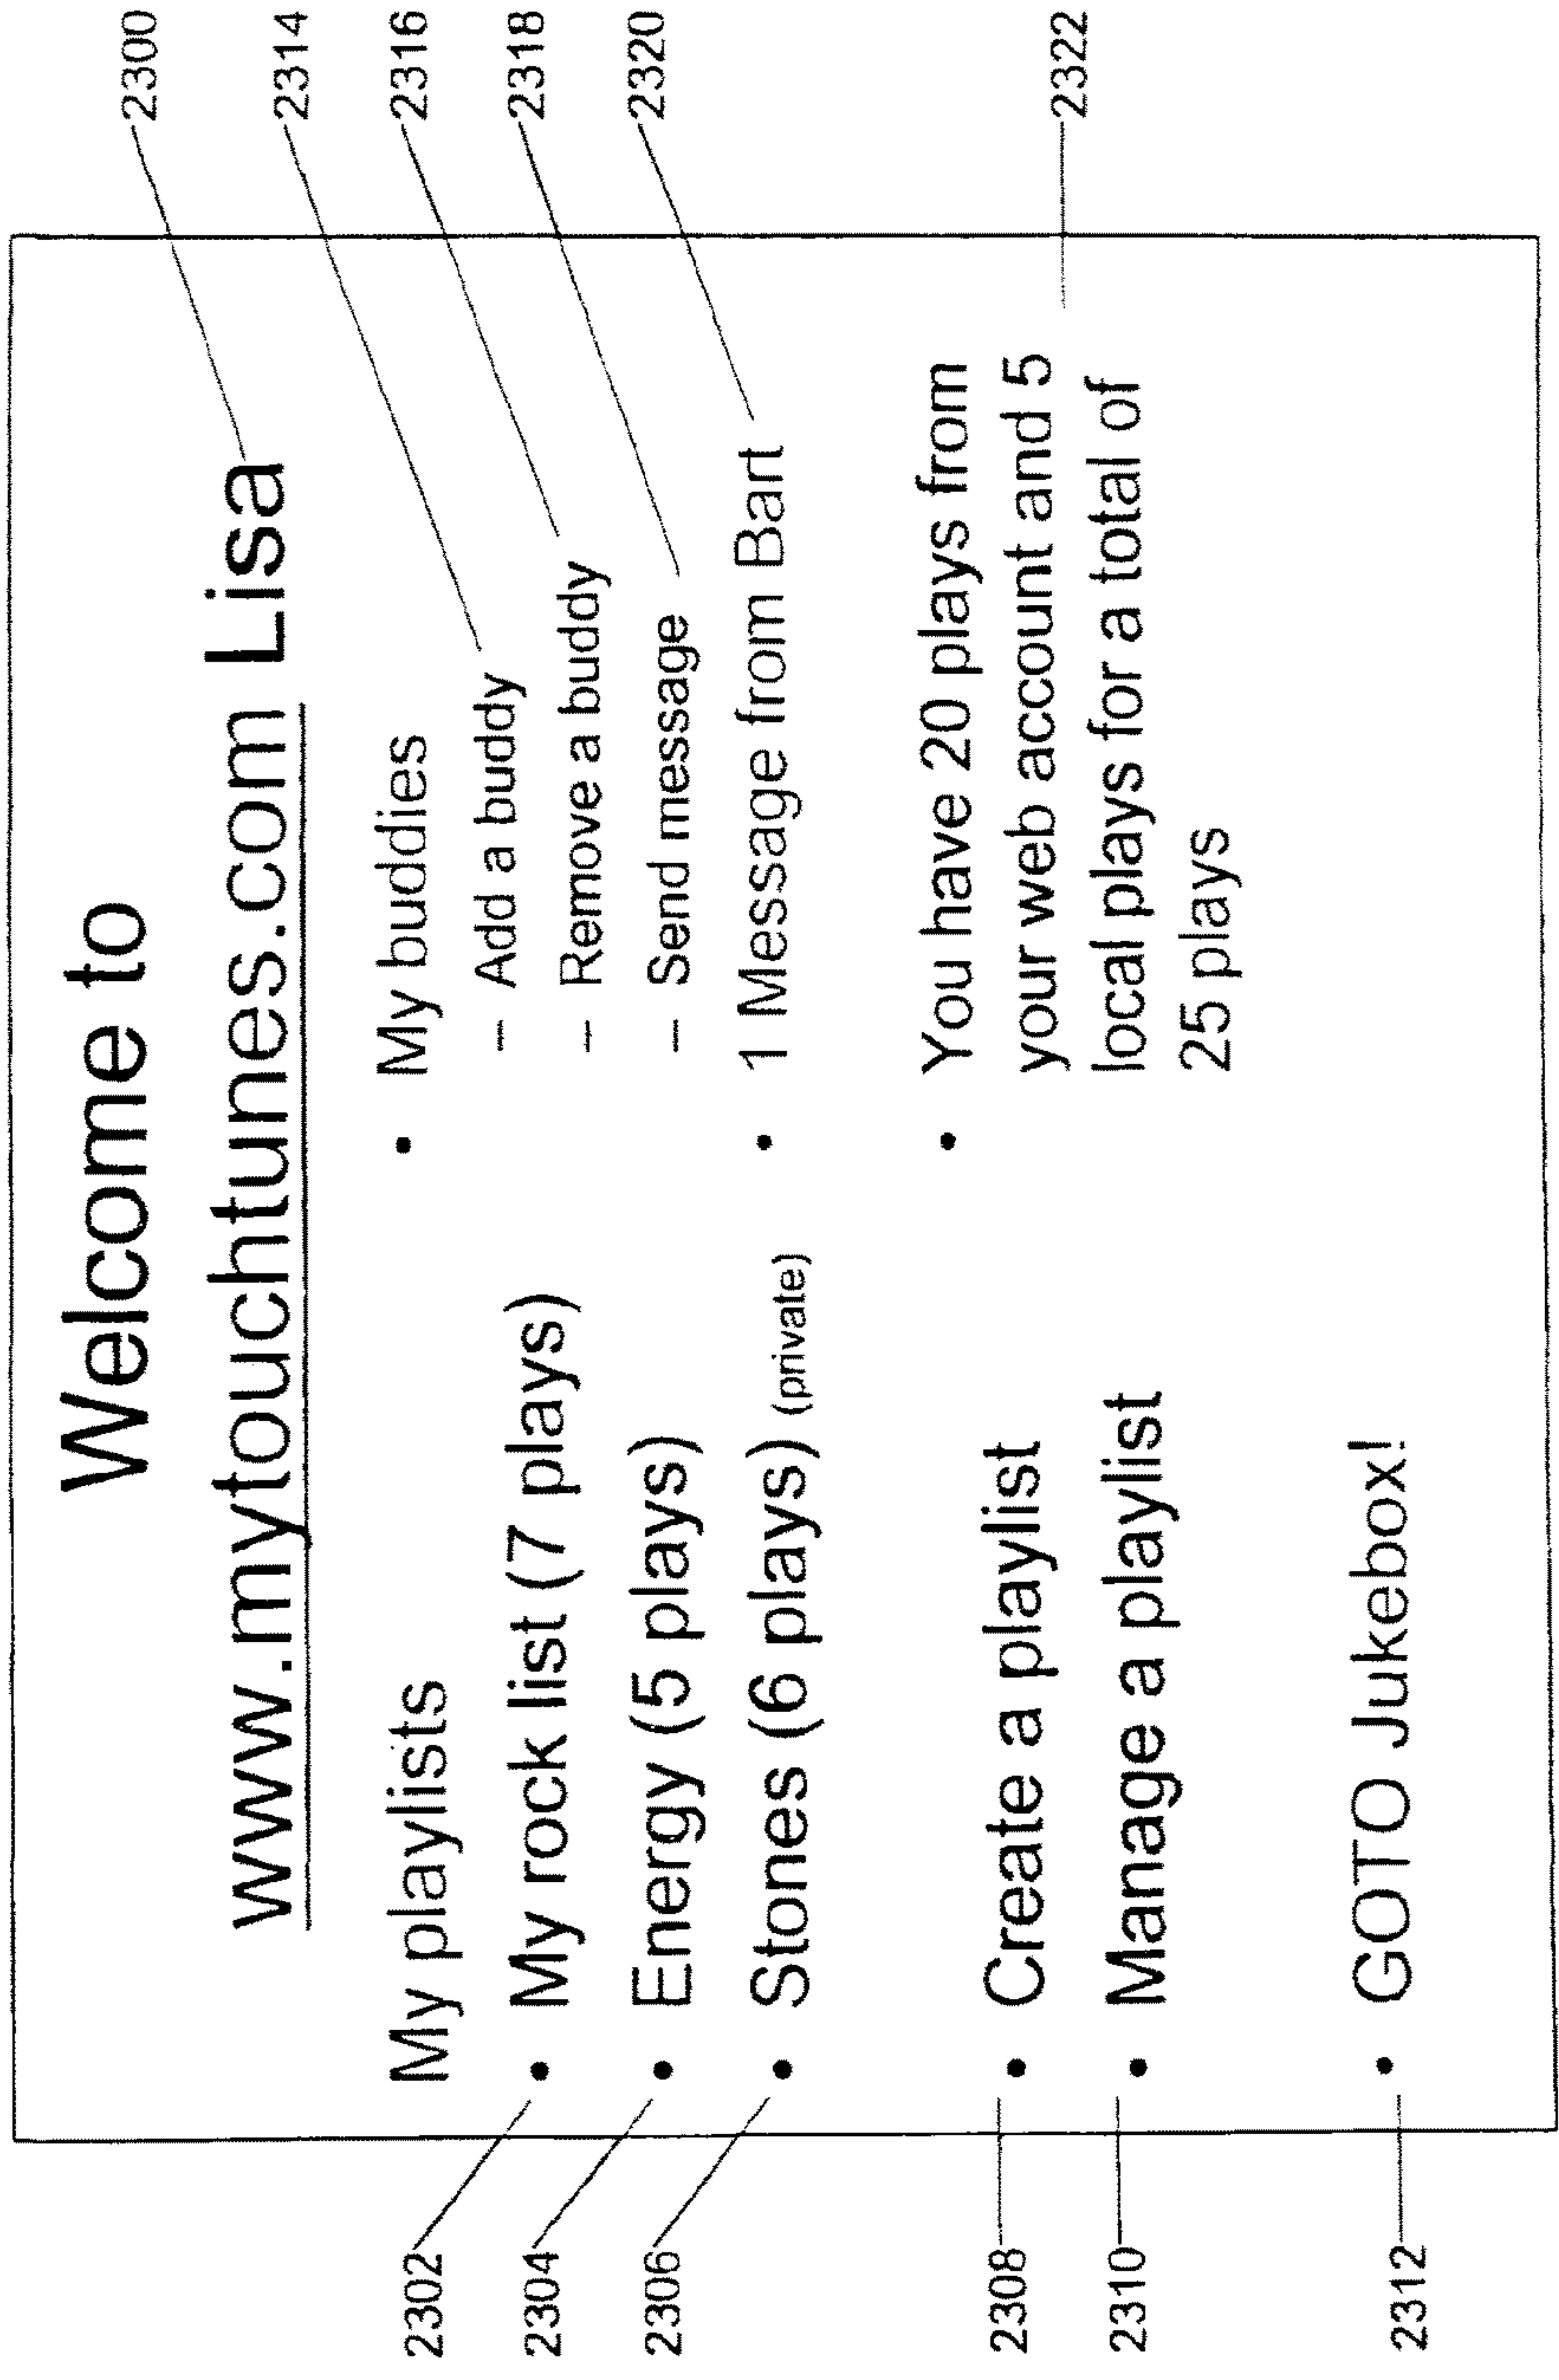 Welcome to
www.mytouchtunes.com Lisa
2300
My playlists
• My rock list (7 plays)
• Energy (5 plays)
• Stones (6 plays) (private)
• Create a playlist
• Manage a playlist
• GOTO Jukebox!
2302
2304
2306
2308
2310
2312
• My buddies
– Add a buddy
– Remove a buddy
– Send message
• 1 Message from Bart
• You have 20 plays from
your web account and 5
local plays for a total of
25 plays
2314
2316
2318
2320
2322